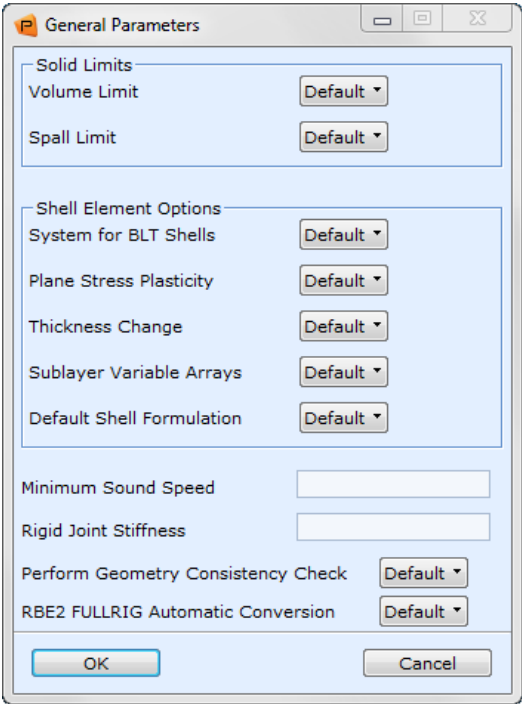 General Parameters
Solid Limits
Volume Limit Default
Spall Limit Default
Shell Element Options
System for BLT Shells Default
Plane Stress Plasticity Default
Thickness Change Default
Sublayer Variable Arrays Default
Default Shell Formulation Default
Minimum Sound Speed
Rigid Joint Stiffness
Perform Geometry Consistency Check Default
RBE2 FULLRIG Automatic Conversion Default
OK Cancel